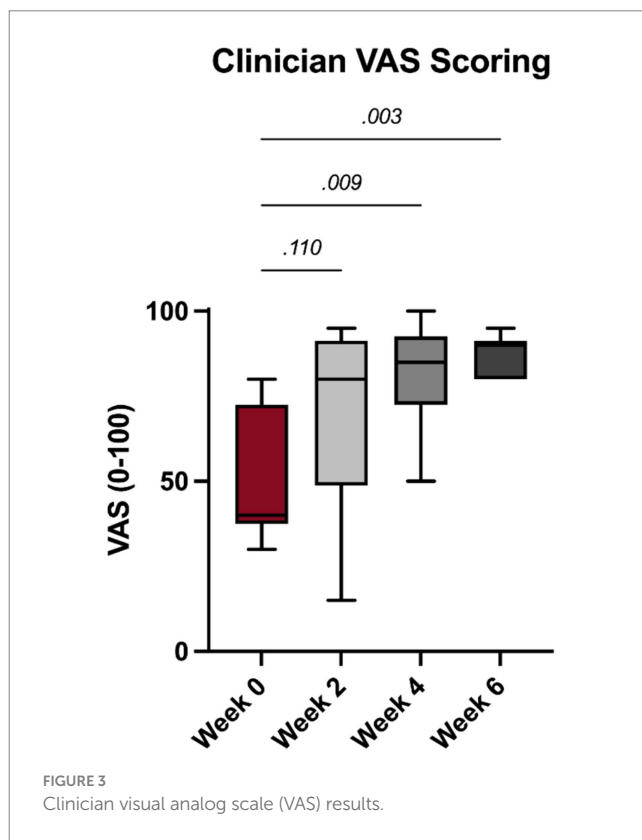 Clinician VAS Scoring
.003
.009
.110
100
50
0
VAS (0-100)
Week 0
Week 2
Week 4
Week 6
FIGURE 3
Clinician visual analog scale (VAS) results.